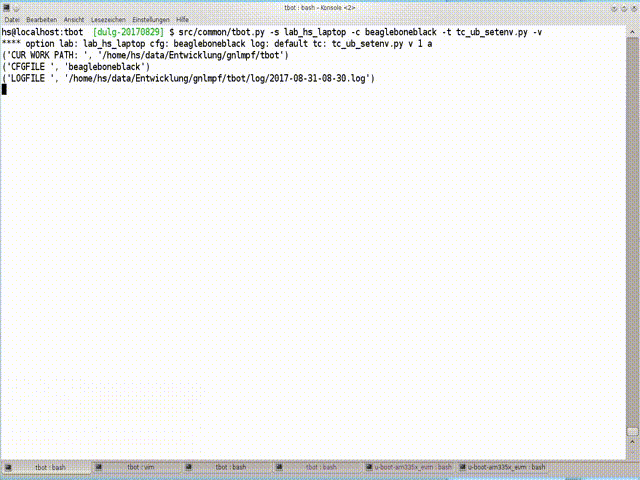 tbot : bash - Konsole <2>
Datei Bearbeiten Ansicht Lesezeichen Einstellungen Hilfe
hs@localhost:tbot [dulg-20170829] $ src/common/tbot.py -s lab_hs_laptop -c beagleboneblack -t tc_ub_setenv.py -v
**** option lab: lab_hs_laptop cfg: beagleboneblack log: default tc: tc_ub_setenv.py v 1 a
('CUR WORK PATH: ', '/home/hs/data/Entwicklung/gnlmpf/tbot')
('CFGFILE ', 'beagleboneblack')
('LOGFILE ', '/home/hs/data/Entwicklung/gnlmpf/tbot/log/2017-08-31-08-30.log')
tbot : bash tbot : vim tbot : bash tbot : bash u-boot-am335x_evm : bash u-boot-am335x_evm : bash